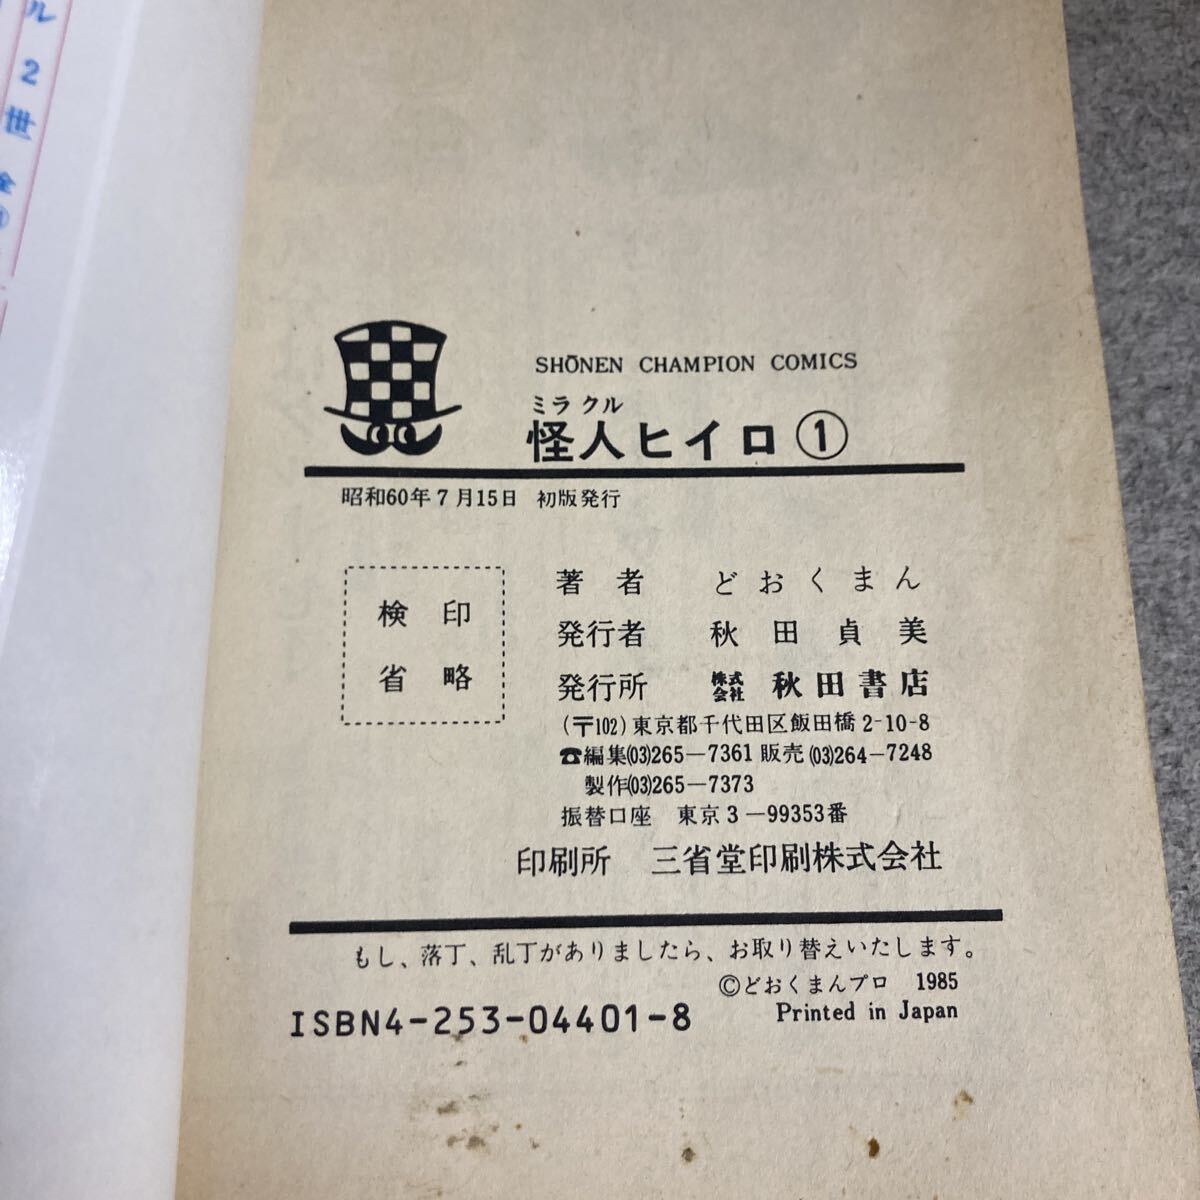 ル2世
全
SHŌNEN CHAMPION COMICS
ミラクル
怪人ヒイロ①
昭和60年7月15日 初版発行
検印
省略
著者 どおくまん
発行者 秋田貞美
発行所 株式会社 秋田書店
(〒102)東京都千代田区飯田橋2-10-8
☎編集(03)265―7361 販売(03)264―7248
製作(03)265―7373
振替口座 東京3―99353番
印刷所 三省堂印刷株式会社
もし、落丁、乱丁がありましたら、お取り替えいたします。
©どおくまんプロ 1985
ISBN4-253-04401-8
Printed in Japan